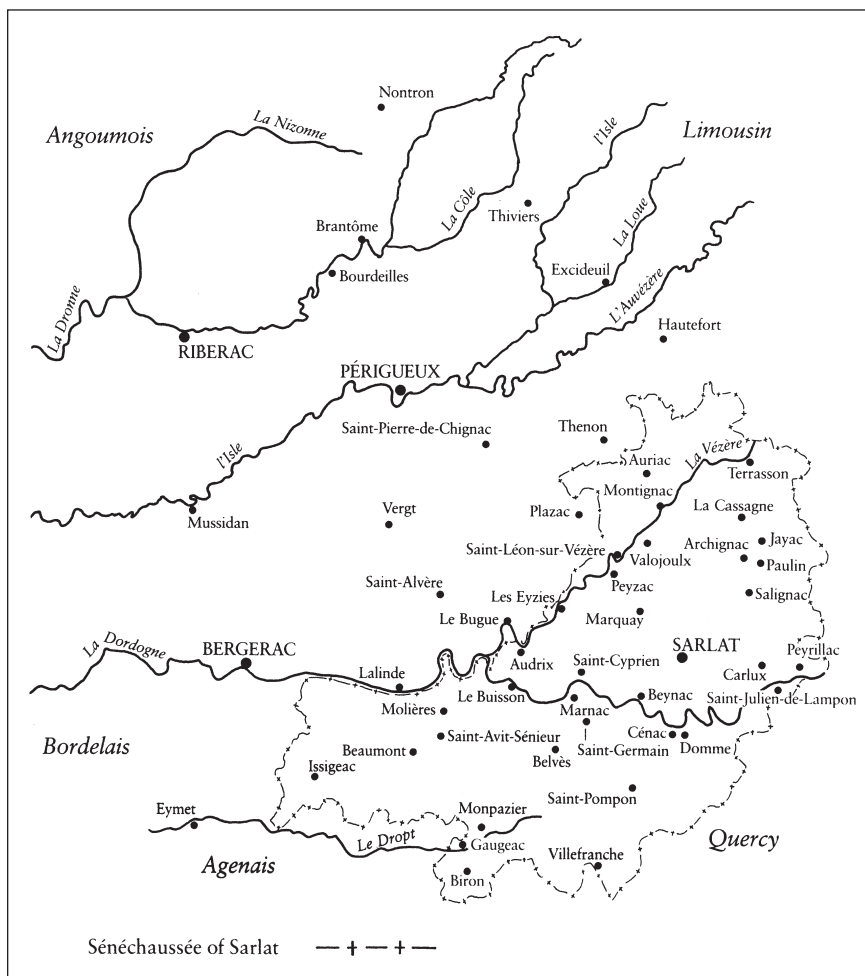 Nontron
La Nizonne
Angoumois
l'Isle
Limousin
La Côle
Thiviers
La Loue
Brantôme
Bourdeilles
Excideuil
L'Auvézère
La Dronne
RIBERAC
Hautefort
PÉRIGUEUX
Saint-Pierre-de-Chignac
Thenon
l'Isle
La Vézère
Auriac
Terrasson
Montignac
Mussidan
Vergt
Plazac
La Cassagne
Saint-Léon-sur-Vézère
Valojoulx
Archignac
Jayac
Paulin
Peyzac
Saint-Alvère
Les Eyzies
Marquay
Salignac
Le Bugue
La Dordogne
BERGERAC
Audrix
Saint-Cyprien
SARLAT
Peyrillac
Carlux
Lalinde
Le Buisson
Beynac
Saint-Julien-de-Lampon
Molières
Marnac
Bordelais
Saint-Avit-Sénieur
Cénac
Domme
Beaumont
Belvès
Saint-Germain
Issigeac
Saint-Pompon
Eymet
Monpazier
Le Dropt
Gaugeac
Quercy
Agenais
Biron
Villefranche
Sénéchaussée of Sarlat